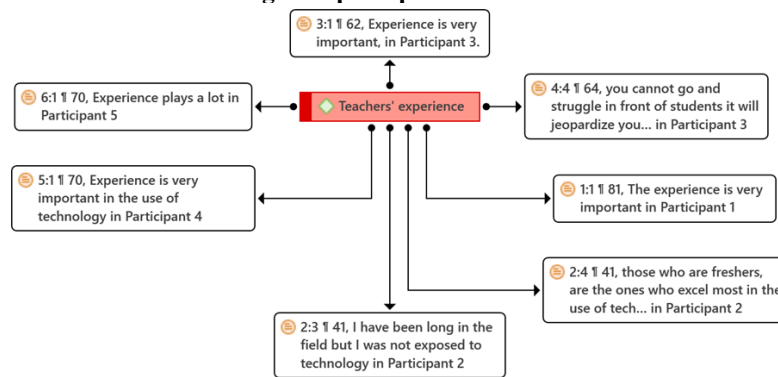 3:1 ¶ 62, Experience is very
important, in Participant 3.
6:1 ¶ 70, Experience plays a lot in
Participant 5
Teachers' experience
4:4 ¶ 64, you cannot go and
struggle in front of students it will
jeopardize you... in Participant 3
5:1 ¶ 70, Experience is very
important in the use of
technology in Participant 4
1:1 ¶ 81, The experience is very
important in Participant 1
2:4 ¶ 41, those who are freshers,
are the ones who excel most in the
use of tech... in Participant 2
2:3 ¶ 41, I have been long in the
field but I was not exposed to
technology in Participant 2